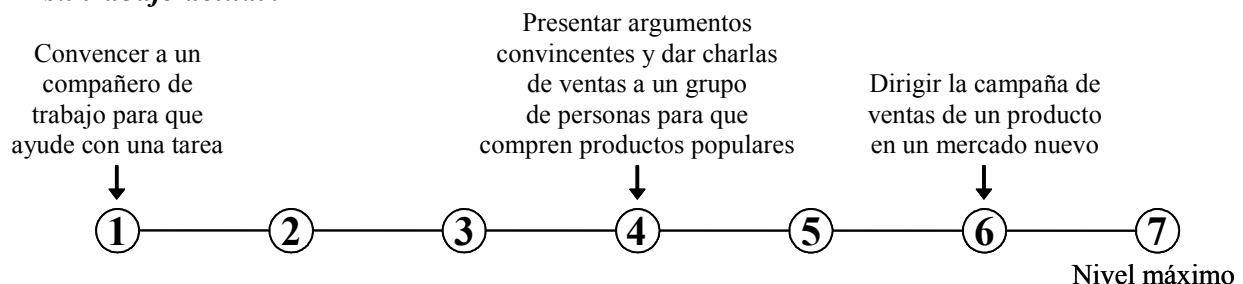 Convencer a un
compañero de
trabajo para que
ayude con una tarea
Presentar argumentos
convincentes y dar charlas
de ventas a un grupo
de personas para que
compren productos populares
Dirigir la campaña de
ventas de un producto
en un mercado nuevo
1 2 3 4 5 6 7
Nivel máximo